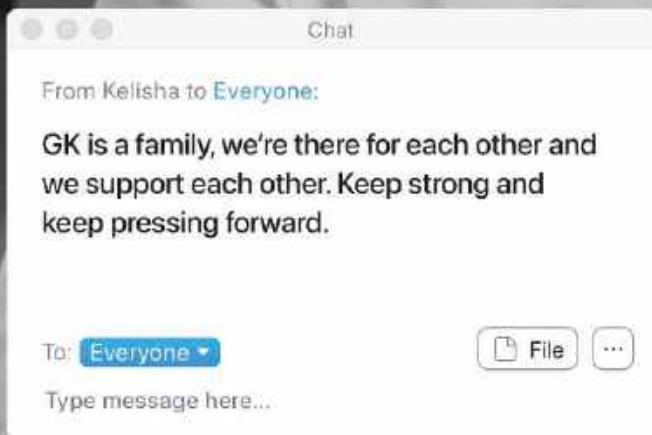 Chat
From Kelisha to Everyone:
GK is a family, we're there for each other and
we support each other. Keep strong and
keep pressing forward.
To: Everyone
File
...
Type message here...